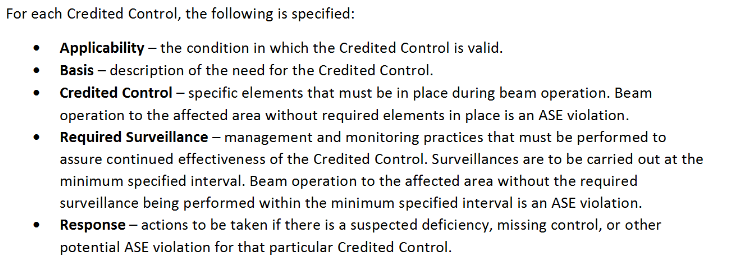 For each Credited Control, the following is specified:
• Applicability – the condition in which the Credited Control is valid.
• Basis – description of the need for the Credited Control.
• Credited Control – specific elements that must be in place during beam operation. Beam
operation to the affected area without required elements in place is an ASE violation.
• Required Surveillance – management and monitoring practices that must be performed to
assure continued effectiveness of the Credited Control. Surveillances are to be carried out at the
minimum specified interval. Beam operation to the affected area without the required
surveillance being performed within the minimum specified interval is an ASE violation.
• Response – actions to be taken if there is a suspected deficiency, missing control, or other
potential ASE violation for that particular Credited Control.